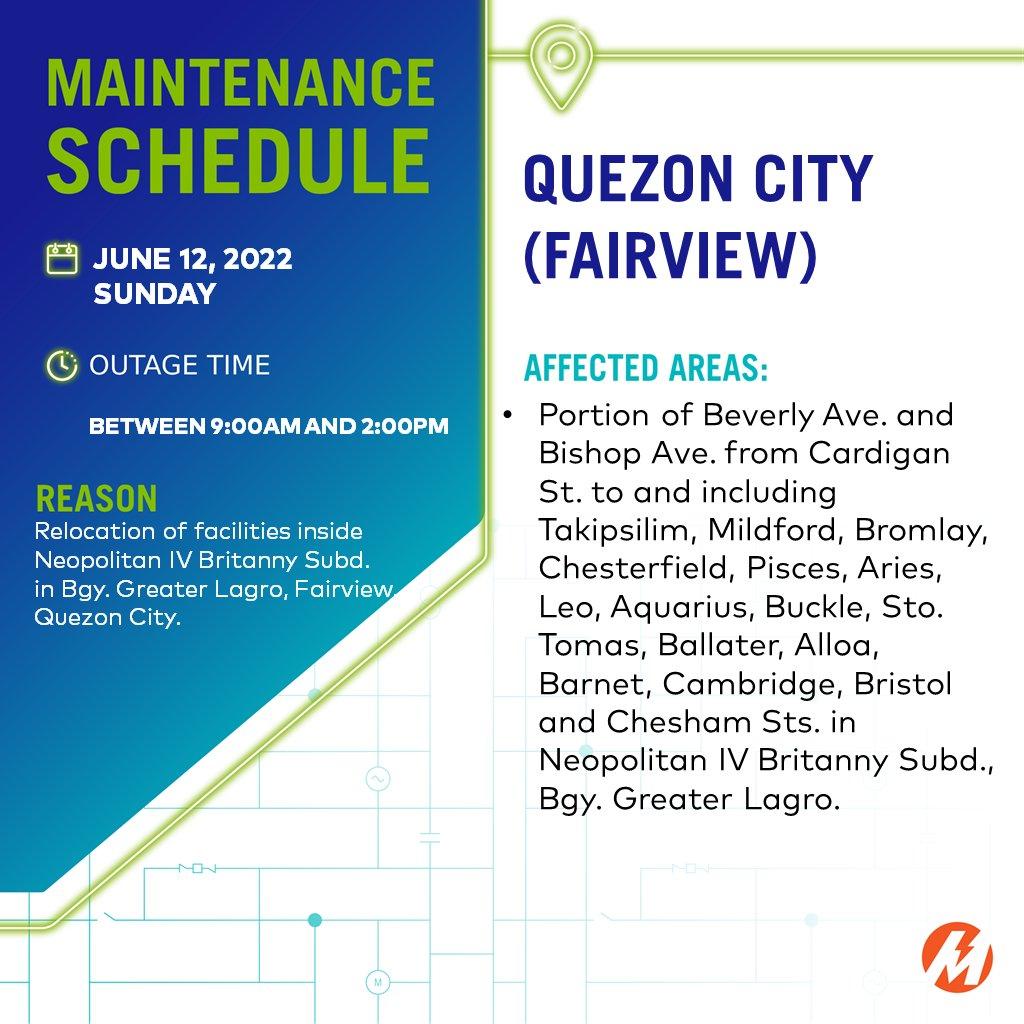 MAINTENANCE
SCHEDULE
JUNE 12, 2022
SUNDAY
OUTAGE TIME
BETWEEN 9:00AM AND 2:00PM
REASON
Relocation of facilities inside
Neopolitan IV Britanny Subd.
in Bgy. Greater Lagro, Fairview,
Quezon City.
QUEZON CITY
(FAIRVIEW)
AFFECTED AREAS:
• Portion of Beverly Ave. and
Bishop Ave. from Cardigan
St. to and including
Takipsilim, Mildford, Bromlay,
Chesterfield, Pisces, Aries,
Leo, Aquarius, Buckle, Sto.
Tomas, Ballater, Alloa,
Barnet, Cambridge, Bristol
and Chesham Sts. in
Neopolitan IV Britanny Subd.,
Bgy. Greater Lagro.
M